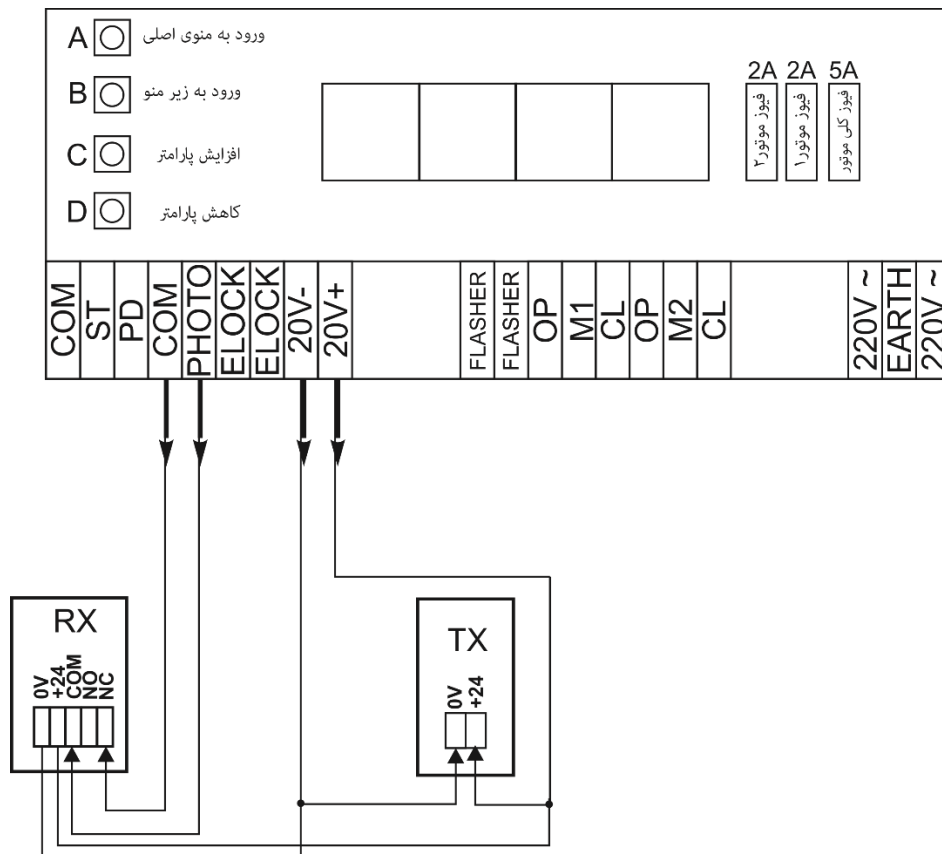 A ورود به منوی اصلی
B ورود به زیر منو
C افزایش پارامتر
D کاهش پارامتر
2A 2A 5A
فیوز موتور۲
فیوز موتور۱
فیوز کلی موتور
COM
ST
PD
COM
PHOTO
ELOCK
ELOCK
20V-
20V+
FLASHER
FLASHER
OP
M1
CL
OP
M2
CL
220V ~
EARTH
220V ~
RX
0V
+24
COM
NO
NC
TX
0V
+24